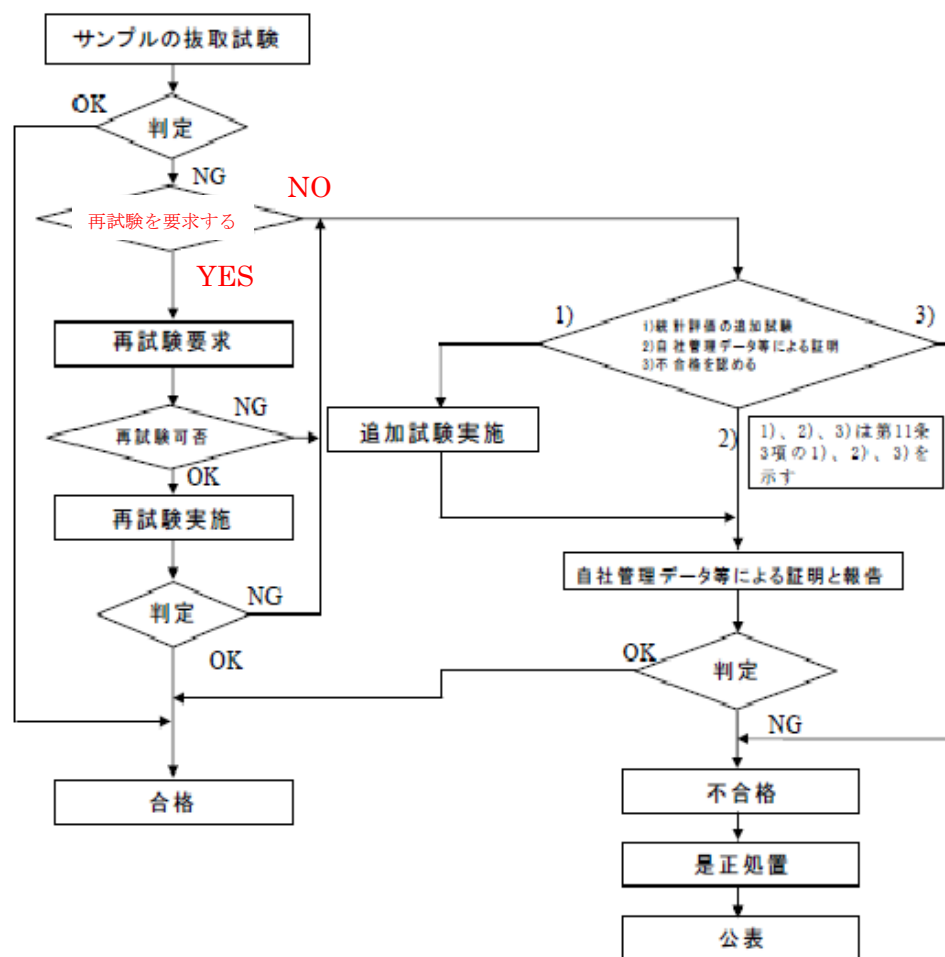 サンプルの抜取試験
OK
判定
NG
NO
再試験を要求する
YES
1)
3)
1)統計評価の追加試験
2)自社管理データ等による証明
3)不合格を認める
再試験要求
NG
再試験可否
追加試験実施
2)
1)、2)、3)は第11条
3項の1)、2)、3)を
示す
OK
再試験実施
自社管理データ等による証明と報告
NG
判定
OK
OK
判定
NG
合格
不合格
是正処置
公表